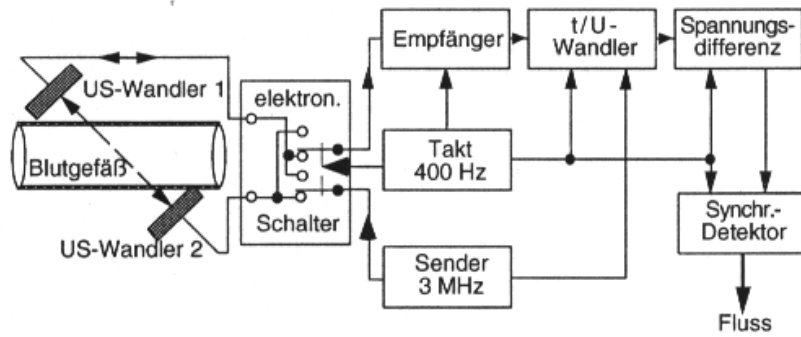 US-Wandler 1
Blutgefäß
US-Wandler 2
elektron.
Schalter
Empfänger
t/U-
Wandler
Spannungs-
differenz
Takt
400 Hz
Sender
3 MHz
Synchr.-
Detektor
Fluss